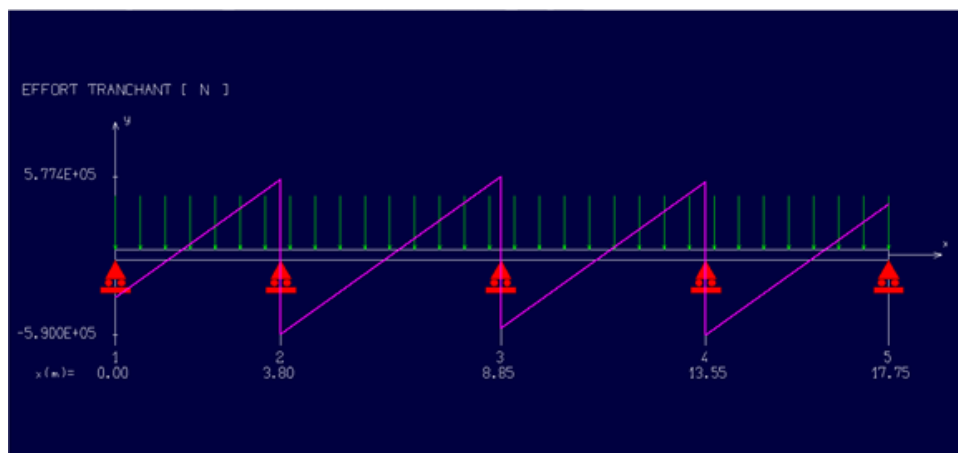 EFFORT TRANCHANT [ N ]
y
5.774E+05
x
-5.900E+05
1 2 3 4 5
x(m)= 0.00 3.80 8.85 13.55 17.75